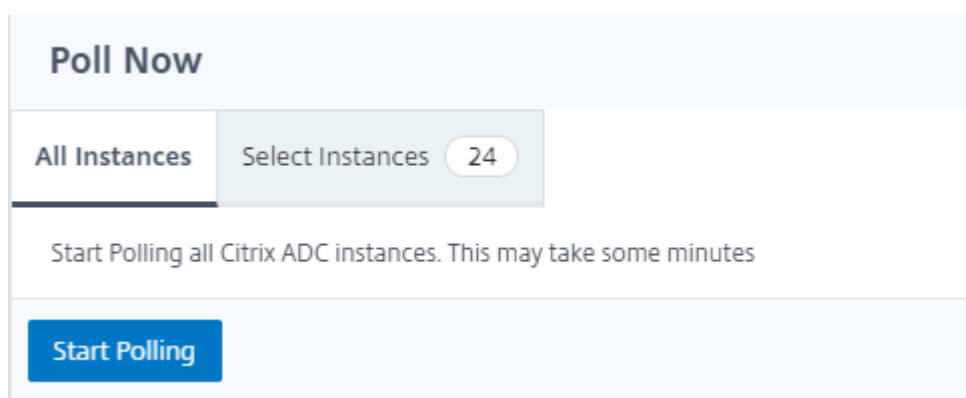 Poll Now
All Instances
Select Instances 24
Start Polling all Citrix ADC instances. This may take some minutes
Start Polling